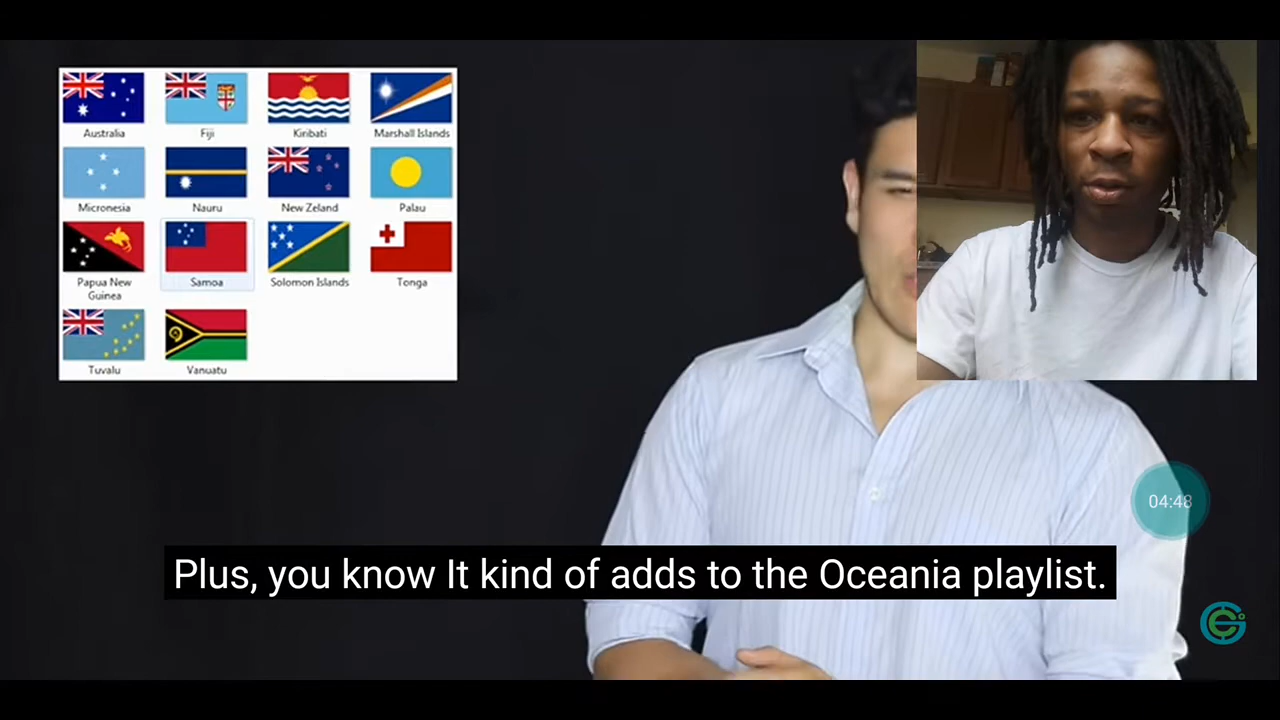 Australia
Fiji
Kiribati
Marshall Islands
Micronesia
Nauru
New Zeland
Palau
Papua New
Guinea
Samoa
Solomon Islands
Tonga
Tuvalu
Vanuatu
04:48
Plus, you know It kind of adds to the Oceania playlist.